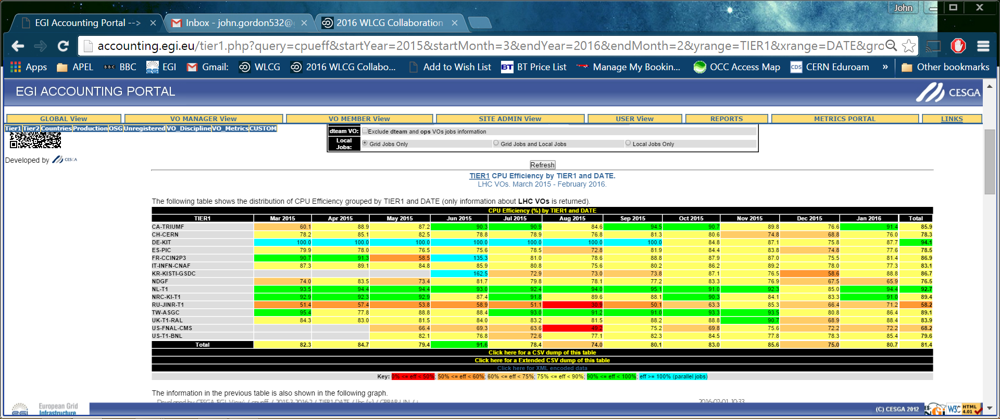 John
EGI Accounting Portal -->
Inbox - john.gordon532@
2016 WLCG Collaboration
accounting.egi.eu/tier1.php?query=cpueff&startYear=2015&startMonth=3&endYear=2016&endMonth=2&yrange=TIER1&xrange=DATE&gro
Apps APEL BBC BBC EGI Gmail: WLCG 2016 WLCG Collabo... Add to Wish List BT BT Price List Manage My Bookin... OCC Access Map CDS CERN Eduroam » Other bookmarks
EGI ACCOUNTING PORTAL
CESGA
GLOBAL View VO MANAGER View VO MEMBER View SITE ADMIN View USER View REPORTS METRICS PORTAL LINKS
Tier1 Tier2 Countries Production OSG Unregistered VO_Discipline VO_Metrics CUSTOM
dteam VO: Exclude dteam and ops VOs jobs information
Local Jobs: Grid Jobs Only Grid Jobs and Local Jobs Local Jobs Only
Developed by CESGA
Refresh
TIER1 CPU Efficiency by TIER1 and DATE.
LHC VOs. March 2015 - February 2016.
The following table shows the distribution of CPU Efficiency grouped by TIER1 and DATE (only information about LHC VOs is returned).
CPU Efficiency (%) by TIER1 and DATE
TIER1 Mar 2015 Apr 2015 May 2015 Jun 2015 Jul 2015 Aug 2015 Sep 2015 Oct 2015 Nov 2015 Dec 2015 Jan 2016 Total
CA-TRIUMF 60.1 88.9 87.2 90.3 90.9 84.6 94.5 90.7 89.8 76.6 91.4 85.9
CH-CERN 78.2 85.1 82.5 78.8 78.9 76.8 81.3 80.6 74.8 68.8 76.0 78.3
DE-KIT 100.0 100.0 100.0 100.0 100.0 100.0 100.0 84.8 87.1 75.8 87.7 94.1
ES-PIC 79.9 78.0 76.5 75.6 78.5 72.8 81.9 84.4 83.8 74.8 77.6 78.5
FR-CCIN2P3 90.7 91.3 58.5 135.3 81.0 78.6 88.8 87.9 87.0 75.5 81.4 86.9
IT-INFN-CNAF 87.3 89.1 84.8 85.9 80.8 75.6 80.2 86.2 89.2 78.0 77.3 83.1
KR-KISTI-GSDC 162.5 72.9 73.0 73.8 87.1 76.5 58.6 88.8 86.7
NDGF 74.0 83.5 73.4 81.7 79.8 78.1 77.2 83.3 76.9 67.5 65.9 76.5
NL-T1 93.5 94.4 94.4 93.0 92.4 94.0 95.1 91.0 92.3 85.0 94.4 92.7
NRC-KI-T1 92.9 92.3 92.9 87.4 91.8 89.6 88.1 90.3 84.1 83.3 91.0 89.4
RU-JINR-T1 51.4 57.4 53.8 58.9 51.1 30.9 50.1 63.3 85.3 66.4 71.2 58.2
TW-ASGC 95.4 77.8 88.8 88.4 93.0 91.2 91.0 93.3 93.5 80.8 86.4 89.1
UK-T1-RAL 84.3 83.0 81.5 84.0 83.2 81.5 88.2 88.8 90.7 68.9 88.4 83.9
US-FNAL-CMS 66.4 69.3 63.6 49.2 75.2 69.8 75.6 72.2 72.2 68.2
US-T1-BNL 82.1 76.8 72.6 77.1 82.3 84.5 77.8 78.3 85.4 79.6
Total 82.3 84.7 79.4 91.6 78.4 74.0 80.1 83.0 85.6 75.0 80.7 81.4
Click here for a CSV dump of this table
Click here for a Extended CSV dump of this table
Click here for XML encoded data
Key: 0% <= eff < 50%; 50% <= eff < 60%; 60% <= eff < 75%; 75% <= eff < 90%; 90% <= eff < 100%; eff >= 100% (parallel jobs)
The information in the previous table is also shown in the following graph.
2016-02-01 10:33
European Grid
Infrastructure
(C) CESGA 2012
W3C HTML 4.01